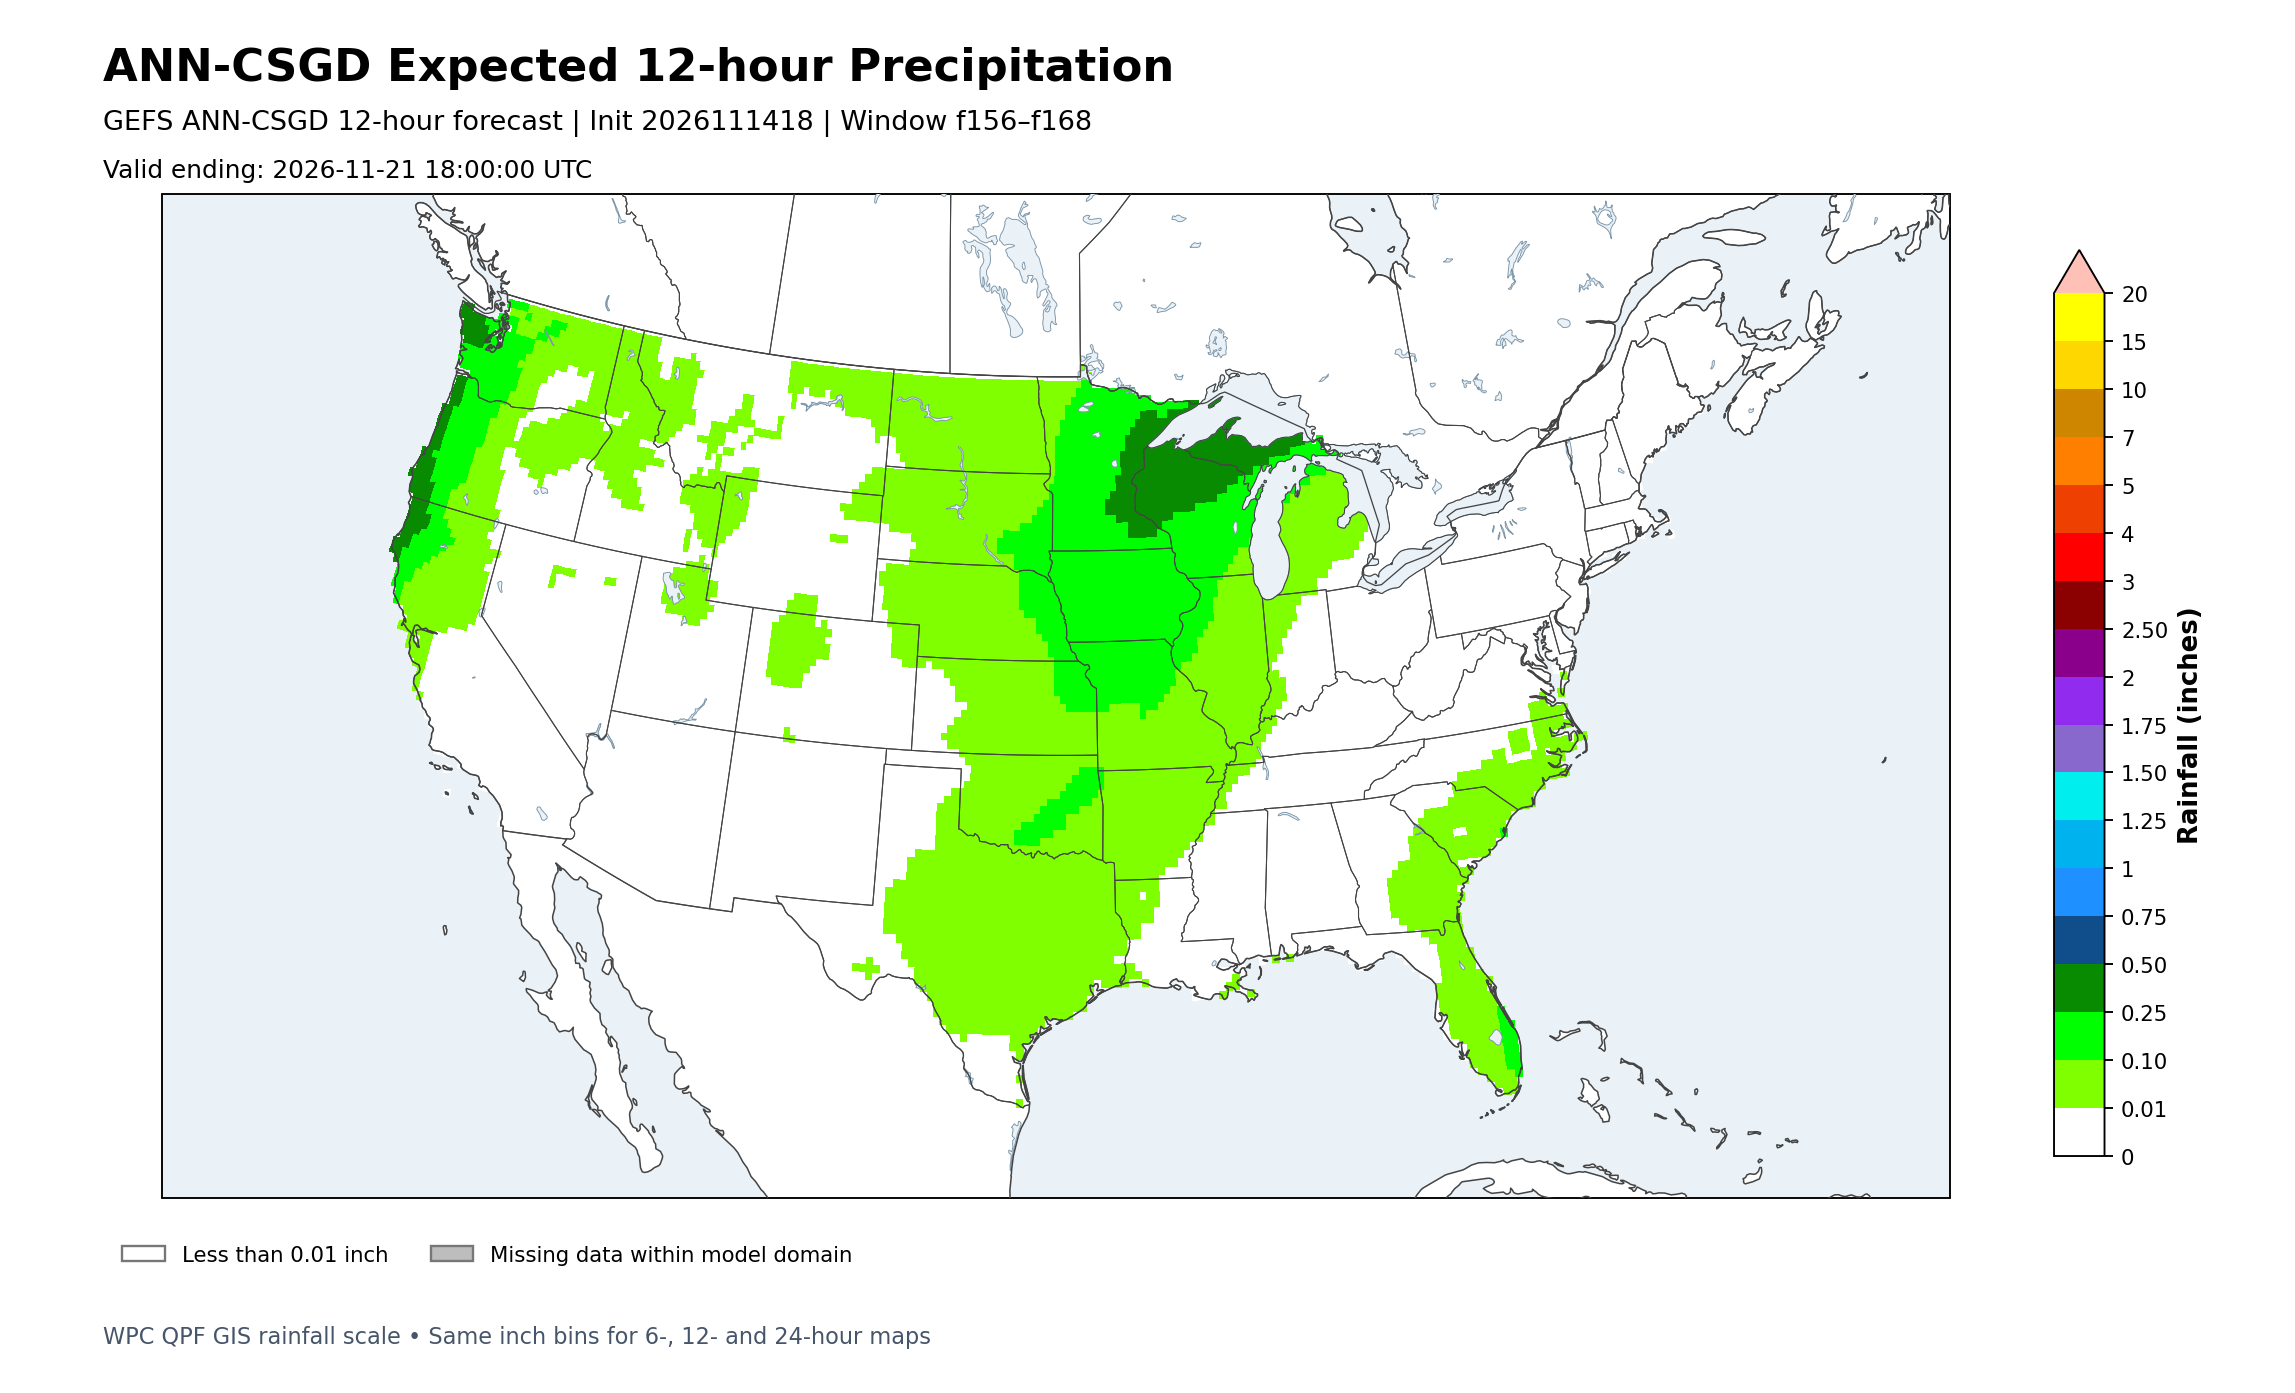 ANN-CSGD Expected 12-hour Precipitation
GEFS ANN-CSGD 12-hour forecast | Init 2026111418 | Window f156–f168
Valid ending: 2026-11-21 18:00:00 UTC
20
15
10
7
5
4
3
2.50
2
1.75
1.50
1.25
1
0.75
0.50
0.25
0.10
0.01
0
Rainfall (inches)
Less than 0.01 inch
Missing data within model domain
WPC QPF GIS rainfall scale • Same inch bins for 6-, 12- and 24-hour maps